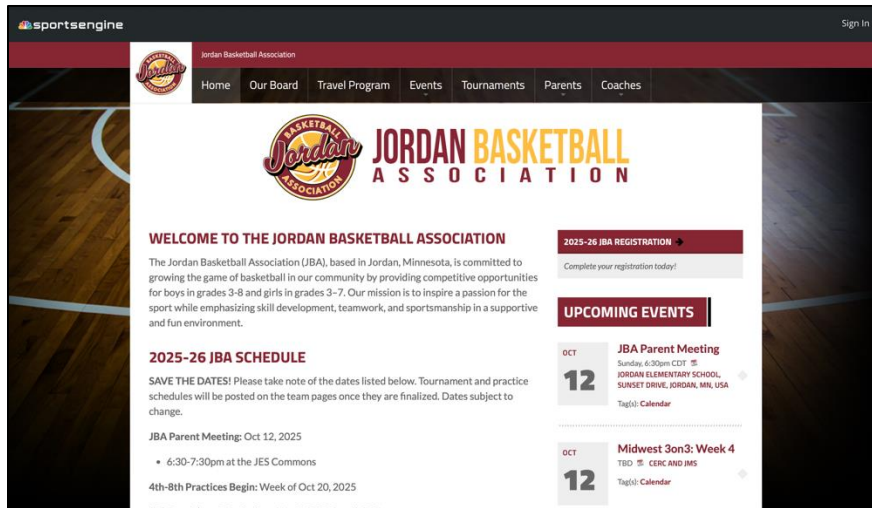 sportsengine
Sign In
Jordan Basketball Association
BASKETBALL
Jordan
ASSOCIATION
Home Our Board Travel Program Events Tournaments Parents Coaches
BASKETBALL
Jordan
ASSOCIATION
JORDAN BASKETBALL
ASSOCIATION
WELCOME TO THE JORDAN BASKETBALL ASSOCIATION
The Jordan Basketball Association (JBA), based in Jordan, Minnesota, is committed to
growing the game of basketball in our community by providing competitive opportunities
for boys in grades 3-8 and girls in grades 3–7. Our mission is to inspire a passion for the
sport while emphasizing skill development, teamwork, and sportsmanship in a supportive
and fun environment.
2025-26 JBA SCHEDULE
SAVE THE DATES! Please take note of the dates listed below. Tournament and practice
schedules will be posted on the team pages once they are finalized. Dates subject to
change.
JBA Parent Meeting: Oct 12, 2025
• 6:30-7:30pm at the JES Commons
4th-8th Practices Begin: Week of Oct 20, 2025
2025-26 JBA REGISTRATION
Complete your registration today!
UPCOMING EVENTS
OCT
12
JBA Parent Meeting
Sunday, 6:30pm CDT
JORDAN ELEMENTARY SCHOOL,
SUNSET DRIVE, JORDAN, MN, USA
Tag(s): Calendar
OCT
12
Midwest 3on3: Week 4
TBD CERC AND JMS
Tag(s): Calendar